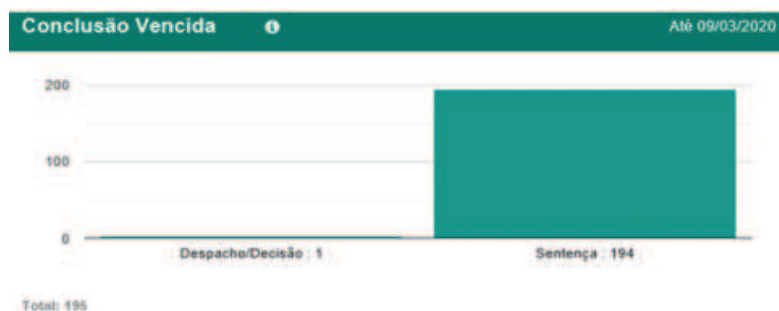 Conclusão Vencida
Até 09/03/2020
200
100
0
Despacho/Decisão : 1
Sentença : 194
Total: 195